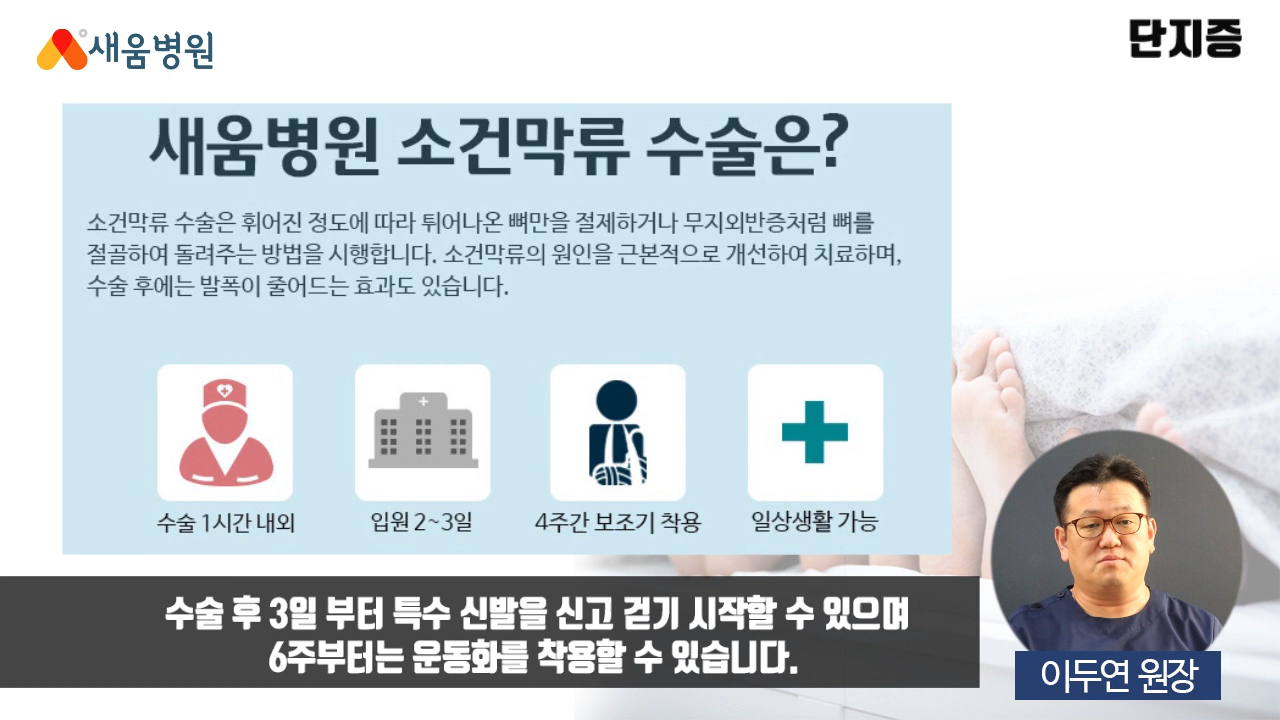 새움병원
단지증
새움병원 소건막류 수술은?
소건막류 수술은 휘어진 정도에 따라 튀어나온 뼈만을 절제하거나 무지외반증처럼 뼈를
절골하여 돌려주는 방법을 시행합니다. 소건막류의 원인을 근본적으로 개선하여 치료하며,
수술 후에는 발폭이 줄어드는 효과도 있습니다.
수술 1시간 내외
입원 2~3일
4주간 보조기 착용
일상생활 가능
수술 후 3일 부터 특수 신발을 신고 걷기 시작할 수 있으며
6주부터는 운동화를 착용할 수 있습니다.
이두연 원장